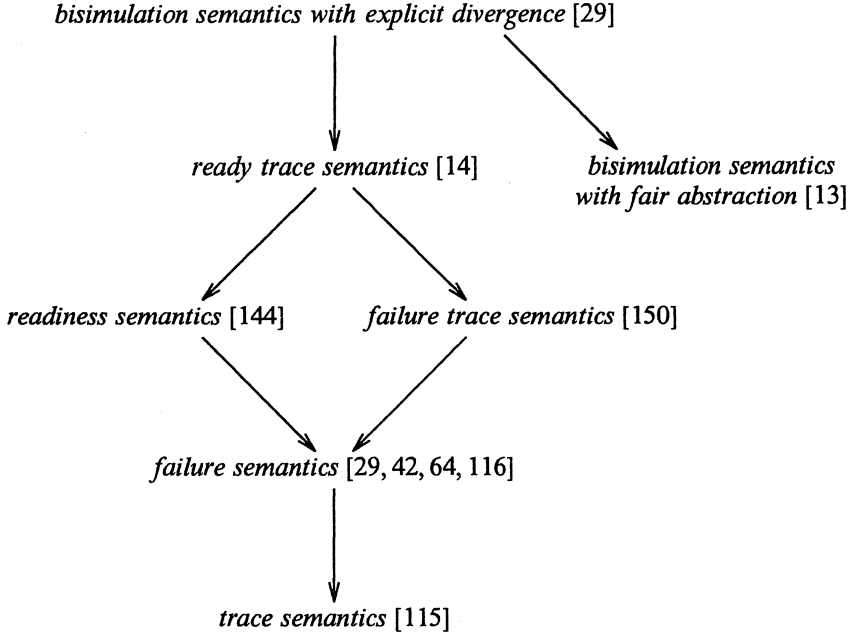 bisimulation semantics with explicit divergence [29]
ready trace semantics [14]
bisimulation semantics
with fair abstraction [13]
readiness semantics [144]
failure trace semantics [150]
failure semantics [29, 42, 64, 116]
trace semantics [115]